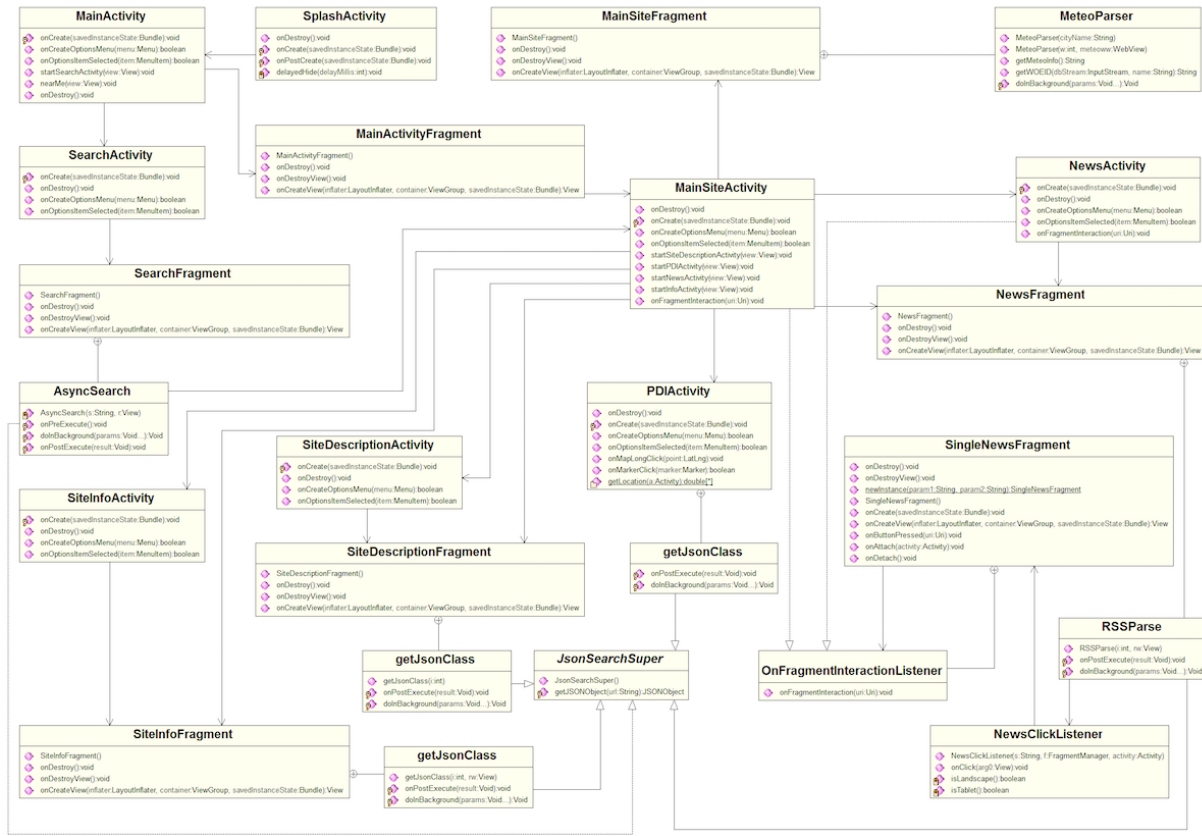 MainActivity
onCreate(savedInstanceState:Bundle):void
onCreateOptionsMenu(menu:Menu):boolean
onOptionsItemSelected(item:MenuItem):boolean
startSearchActivity(view:View):void
nearMe(view:View):void
onDestroy():void
SplashActivity
onDestroy():void
onCreate(savedInstanceState:Bundle):void
onPostCreate(savedInstanceState:Bundle):void
delayedHide(delayMillis:int):void
MainSiteFragment
MainSiteFragment()
onDestroy():void
onDestroyView():void
onCreateView(inflater:LayoutInflater, container:ViewGroup, savedInstanceState:Bundle):View
MeteoParser
MeteoParser(cityName:String)
MeteoParser(w:int, meteoww:WebView)
getMeteoInfo():String
getWOEID(dbStream:InputStream, name:String):String
doInBackground(params:Void...):Void
MainActivityFragment
MainActivityFragment()
onDestroy():void
onDestroyView():void
onCreateView(inflater:LayoutInflater, container:ViewGroup, savedInstanceState:Bundle):View
SearchActivity
onCreate(savedInstanceState:Bundle):void
onDestroy():void
onCreateOptionsMenu(menu:Menu):boolean
onOptionsItemSelected(item:MenuItem):boolean
MainSiteActivity
onDestroy():void
onCreate(savedInstanceState:Bundle):void
onCreateOptionsMenu(menu:Menu):boolean
onOptionsItemSelected(item:MenuItem):boolean
startSiteDescriptionActivity(view:View):void
startPDIActivity(view:View):void
startNewsActivity(view:View):void
startInfoActivity(view:View):void
onFragmentInteraction(uri:Uri):void
NewsActivity
onCreate(savedInstanceState:Bundle):void
onDestroy():void
onCreateOptionsMenu(menu:Menu):boolean
onOptionsItemSelected(item:MenuItem):boolean
onFragmentInteraction(uri:Uri):void
SearchFragment
SearchFragment()
onDestroy():void
onDestroyView():void
onCreateView(inflater:LayoutInflater, container:ViewGroup, savedInstanceState:Bundle):View
NewsFragment
NewsFragment()
onDestroy():void
onDestroyView():void
onCreateView(inflater:LayoutInflater, container:ViewGroup, savedInstanceState:Bundle):View
AsyncSearch
AsyncSearch(s:String, r:View)
onPreExecute():void
doInBackground(params:Void...):Void
onPostExecute(result:Void):void
PDIActivity
onDestroy():void
onCreate(savedInstanceState:Bundle):void
onCreateOptionsMenu(menu:Menu):boolean
onOptionsItemSelected(item:MenuItem):boolean
onMapLongClick(point:LatLng):void
onMarkerClick(marker:Marker):boolean
getLocation(a:Activity):double[*]
SiteDescriptionActivity
onCreate(savedInstanceState:Bundle):void
onDestroy():void
onCreateOptionsMenu(menu:Menu):boolean
onOptionsItemSelected(item:MenuItem):boolean
SingleNewsFragment
onDestroy():void
onDestroyView():void
newInstance(param1:String, param2:String):SingleNewsFragment
SingleNewsFragment()
onCreate(savedInstanceState:Bundle):void
onCreateView(inflater:LayoutInflater, container:ViewGroup, savedInstanceState:Bundle):View
onButtonPressed(uri:Uri):void
onAttach(activity:Activity):void
onDetach():void
SiteInfoActivity
onCreate(savedInstanceState:Bundle):void
onDestroy():void
onOptionsItemSelected(item:MenuItem):boolean
SiteDescriptionFragment
SiteDescriptionFragment()
onDestroy():void
onDestroyView():void
onCreateView(inflater:LayoutInflater, container:ViewGroup, savedInstanceState:Bundle):View
getJsonClass
onPostExecute(result:Void):void
doInBackground(params:Void...):Void
RSSParse
RSSParse(i:int, rw:View)
onPostExecute(result:Void):void
doInBackground(params:Void...):Void
getJsonClass
getJsonClass(i:int)
onPostExecute(result:Void):void
doInBackground(params:Void...):Void
JsonSearchSuper
JsonSearchSuper()
getJSONObject(url:String):JSONObject
OnFragmentInteractionListener
onFragmentInteraction(uri:Uri):void
SiteInfoFragment
SiteInfoFragment()
onDestroy():void
onDestroyView():void
onCreateView(inflater:LayoutInflater, container:ViewGroup, savedInstanceState:Bundle):View
getJsonClass
getJsonClass(i:int, rw:View)
onPostExecute(result:Void):void
doInBackground(params:Void...):Void
NewsClickListener
NewsClickListener(s:String, f:FragmentManager, activity:Activity)
onClick(arg0:View):void
isLandscape():boolean
isTablet():boolean